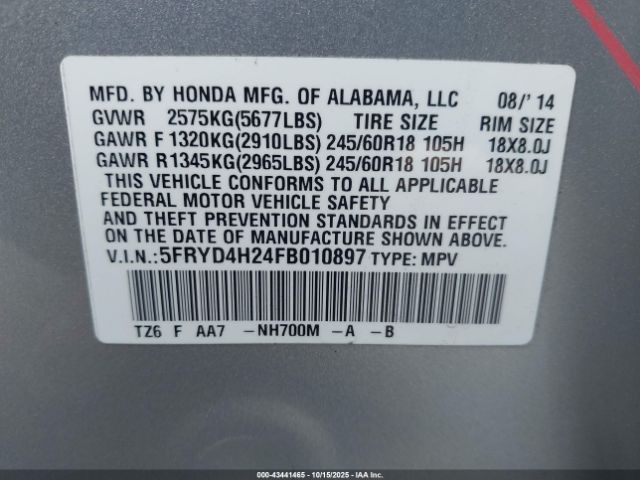 MFD. BY HONDA MFG. OF ALABAMA, LLC 08/'14
GVWR 2575KG(5677LBS) TIRE SIZE RIM SIZE
GAWR F 1320KG(2910LBS) 245/60R18 105H 18X8.0J
GAWR R1345KG(2965LBS) 245/60R18 105H 18X8.0J
THIS VEHICLE CONFORMS TO ALL APPLICABLE
FEDERAL MOTOR VEHICLE SAFETY
AND THEFT PREVENTION STANDARDS IN EFFECT ON
THE DATE OF MANUFACTURE SHOWN ABOVE.
V.I.N.: 5FRYD4H24FB010897 TYPE: MPV
TZ6 F AA7 -NH700M -A -B
000-43441465 - 10/15/2025 - IAA Inc.